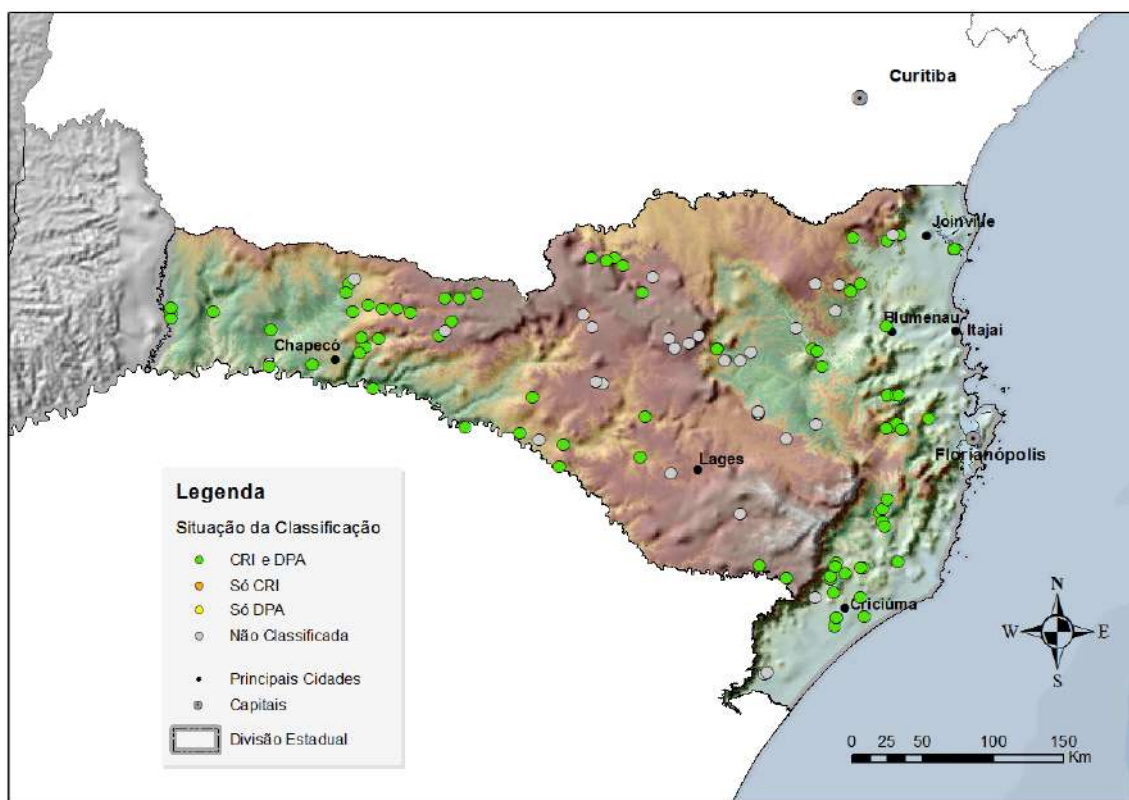 Curitiba
Joinville
Blumenau
Itajaí
Chapecó
Florianópolis
Lages
Criciúma
Legenda
Situação da Classificação
CRI e DPA
Só CRI
Só DPA
Não Classificada
Principais Cidades
Capitais
Divisão Estadual
N
W
E
S
0 25 50 100 150
Km